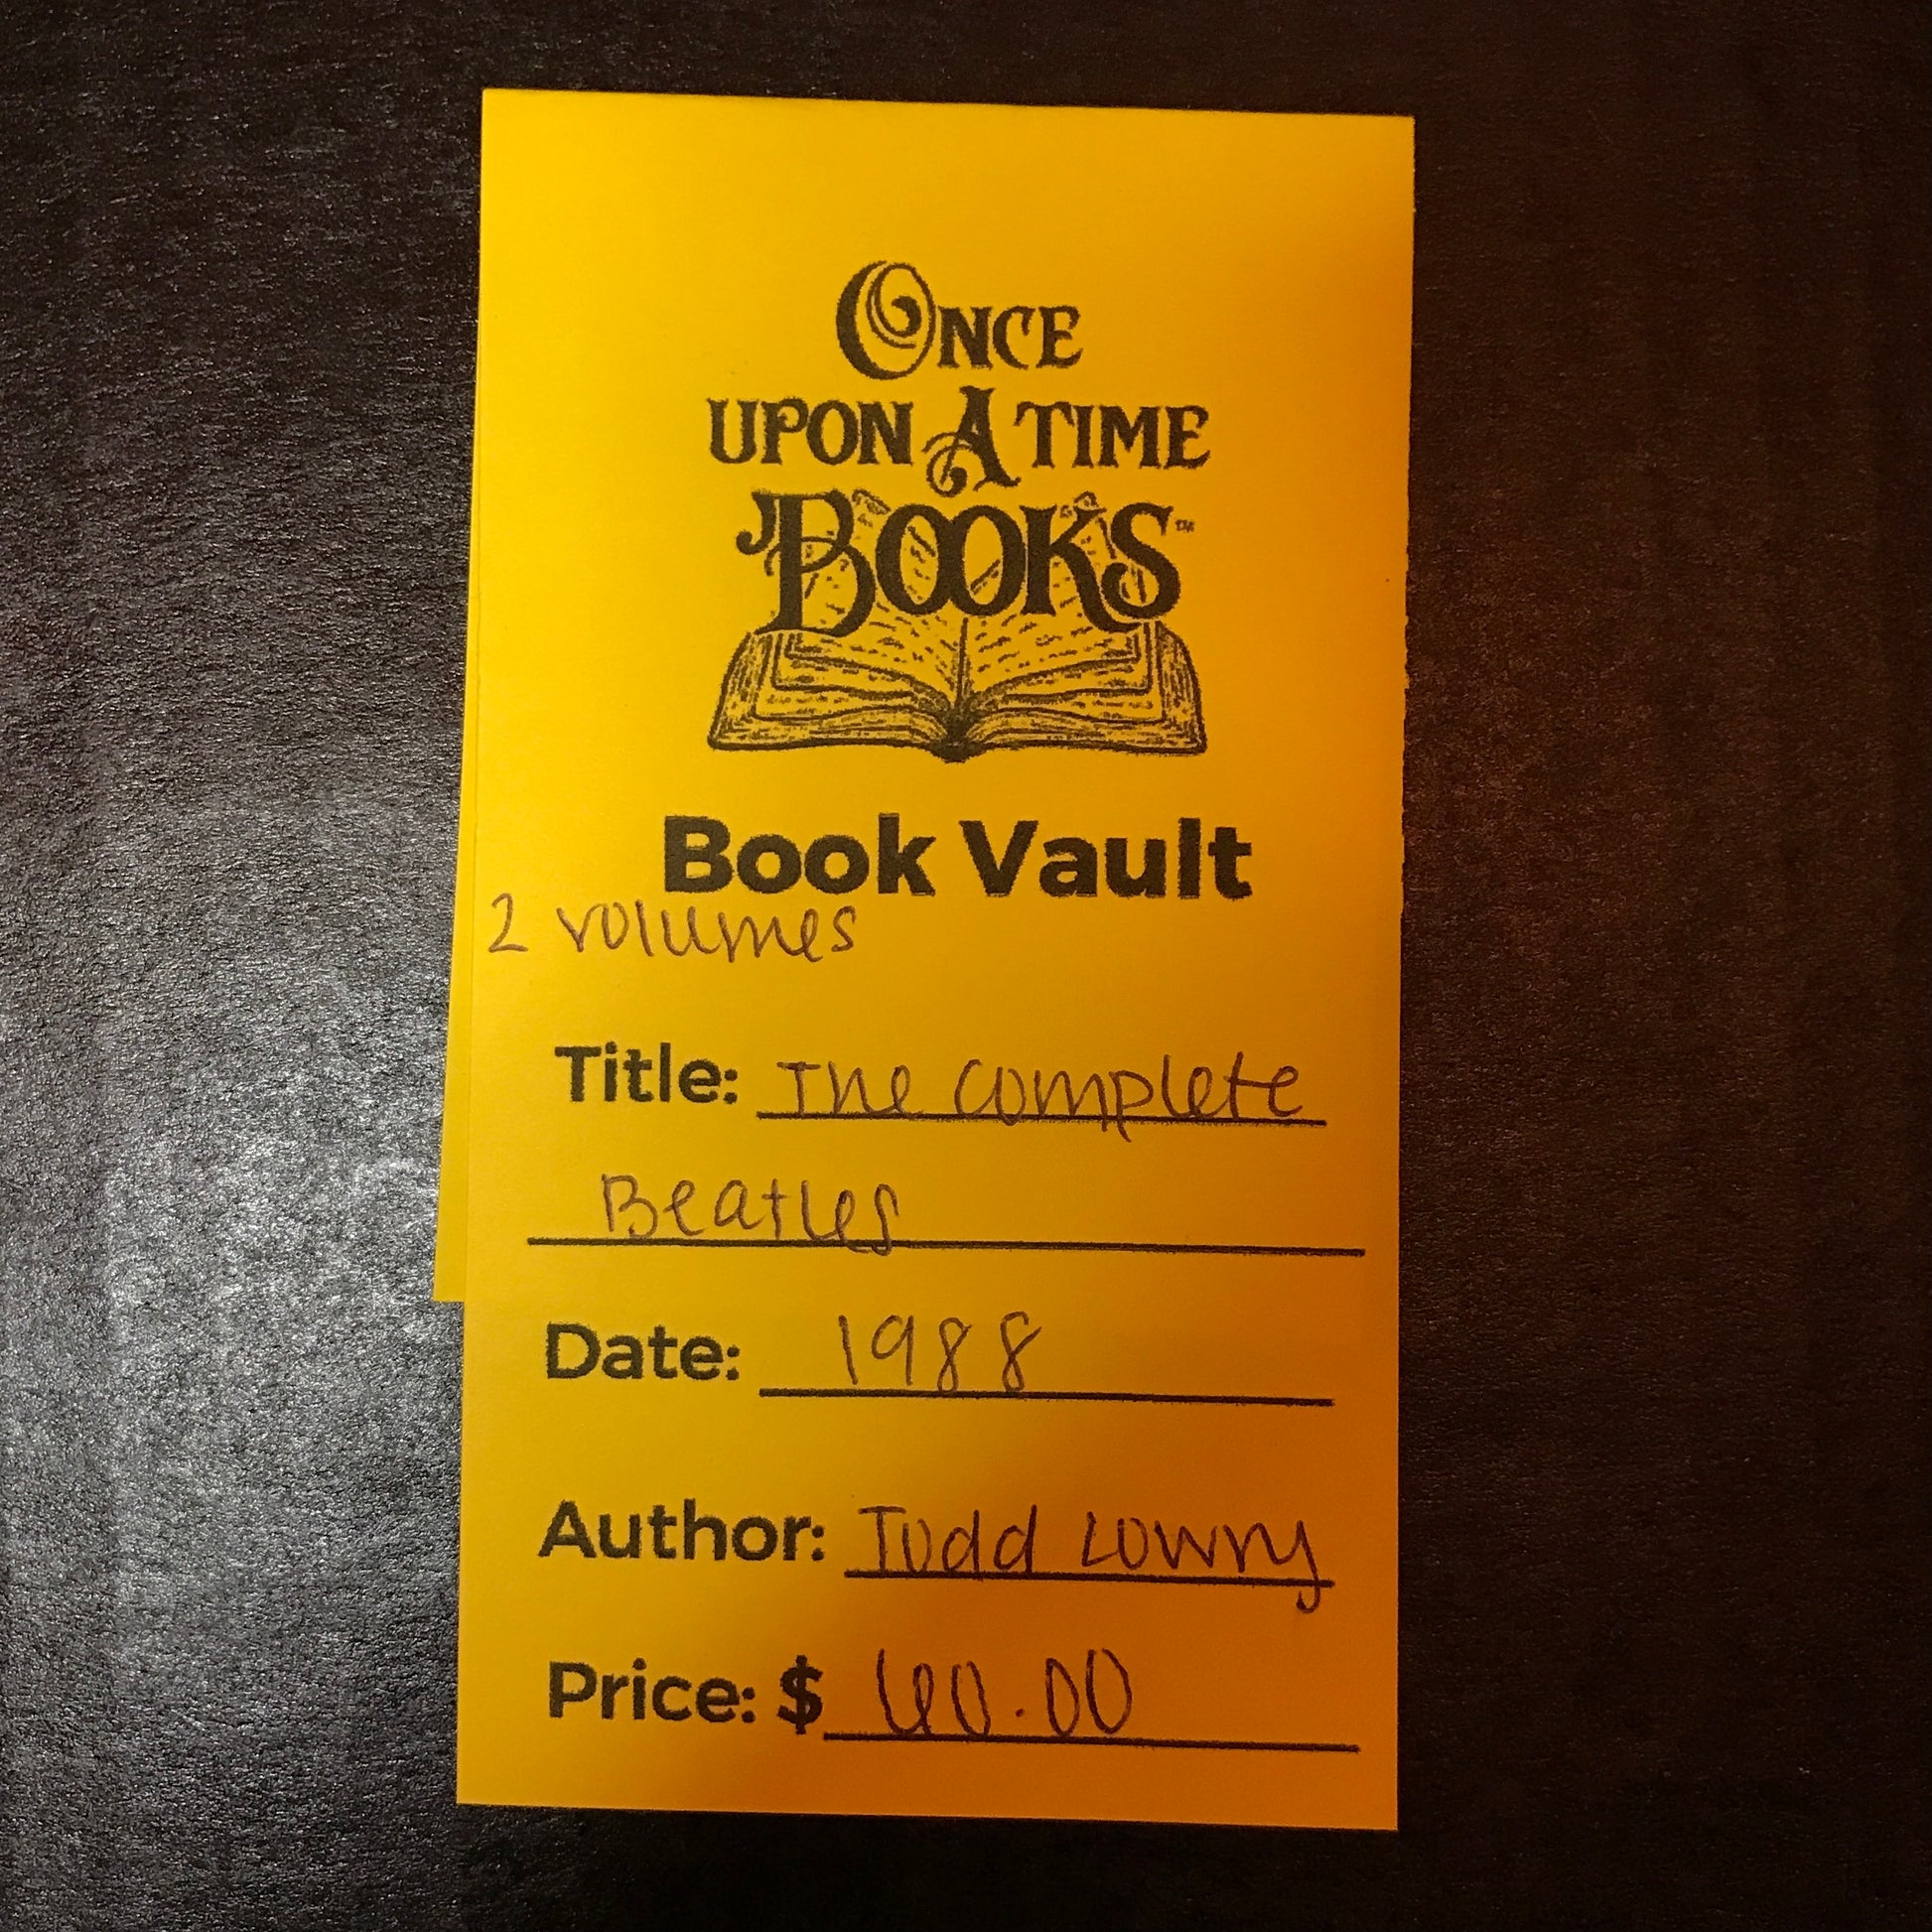 ONCE
UPON A TIME
BOOKS™
Book Vault
2 volumes
Title: The Complete
Beatles
Date: 1988
Author: Todd Lowry
Price: $ 60.00